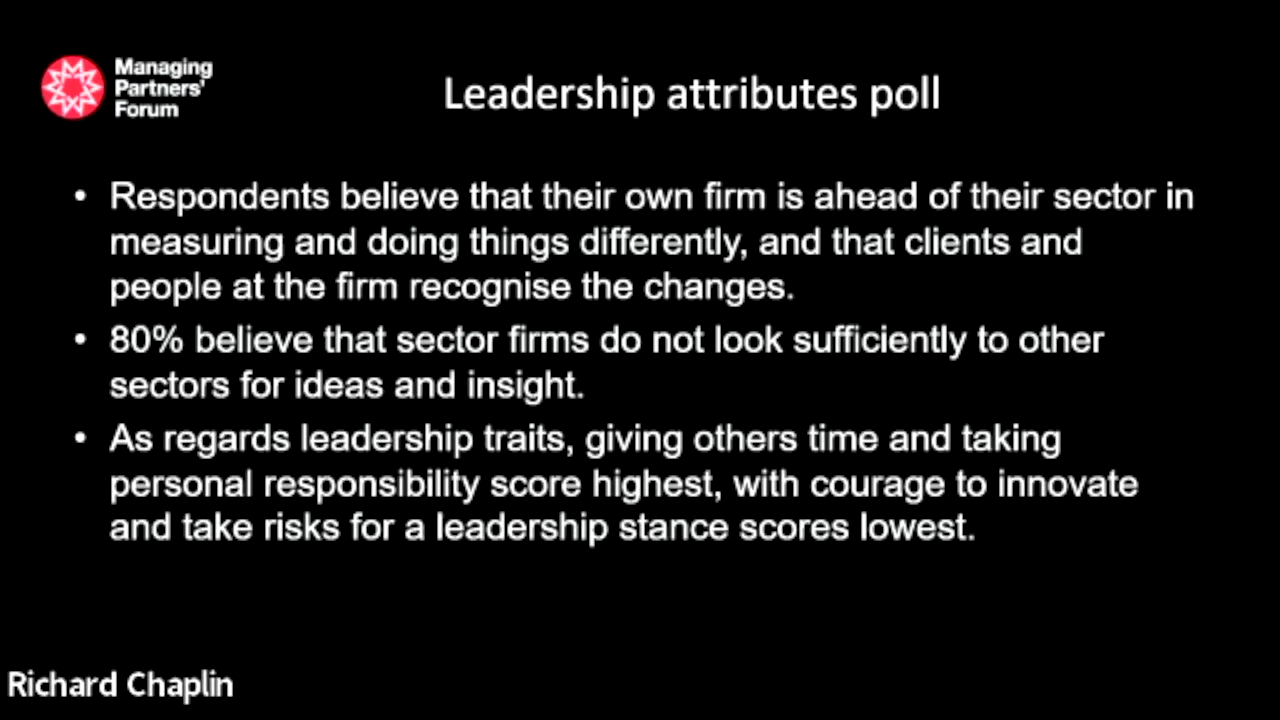 Managing
Partners'
Forum
Leadership attributes poll
• Respondents believe that their own firm is ahead of their sector in
measuring and doing things differently, and that clients and
people at the firm recognise the changes.
• 80% believe that sector firms do not look sufficiently to other
sectors for ideas and insight.
• As regards leadership traits, giving others time and taking
personal responsibility score highest, with courage to innovate
and take risks for a leadership stance scores lowest.
Richard Chaplin